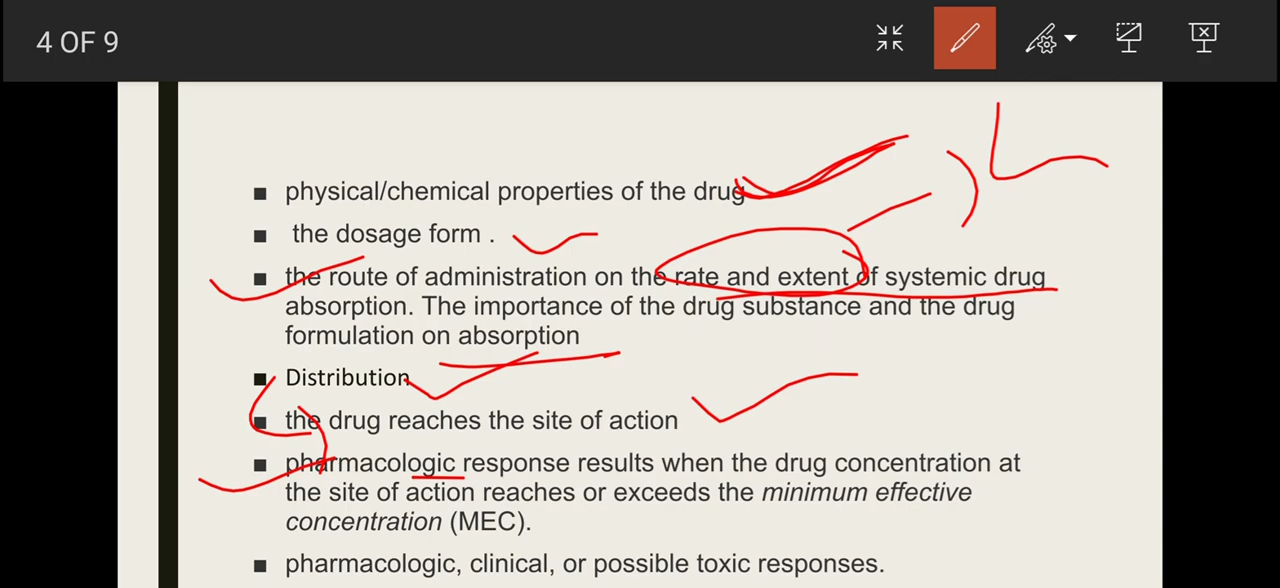 4 OF 9
■ physical/chemical properties of the drug
■ the dosage form .
■ the route of administration on the rate and extent of systemic drug
absorption. The importance of the drug substance and the drug
formulation on absorption
■ Distribution
■ the drug reaches the site of action
■ pharmacologic response results when the drug concentration at
the site of action reaches or exceeds the minimum effective
concentration (MEC).
■ pharmacologic, clinical, or possible toxic responses.